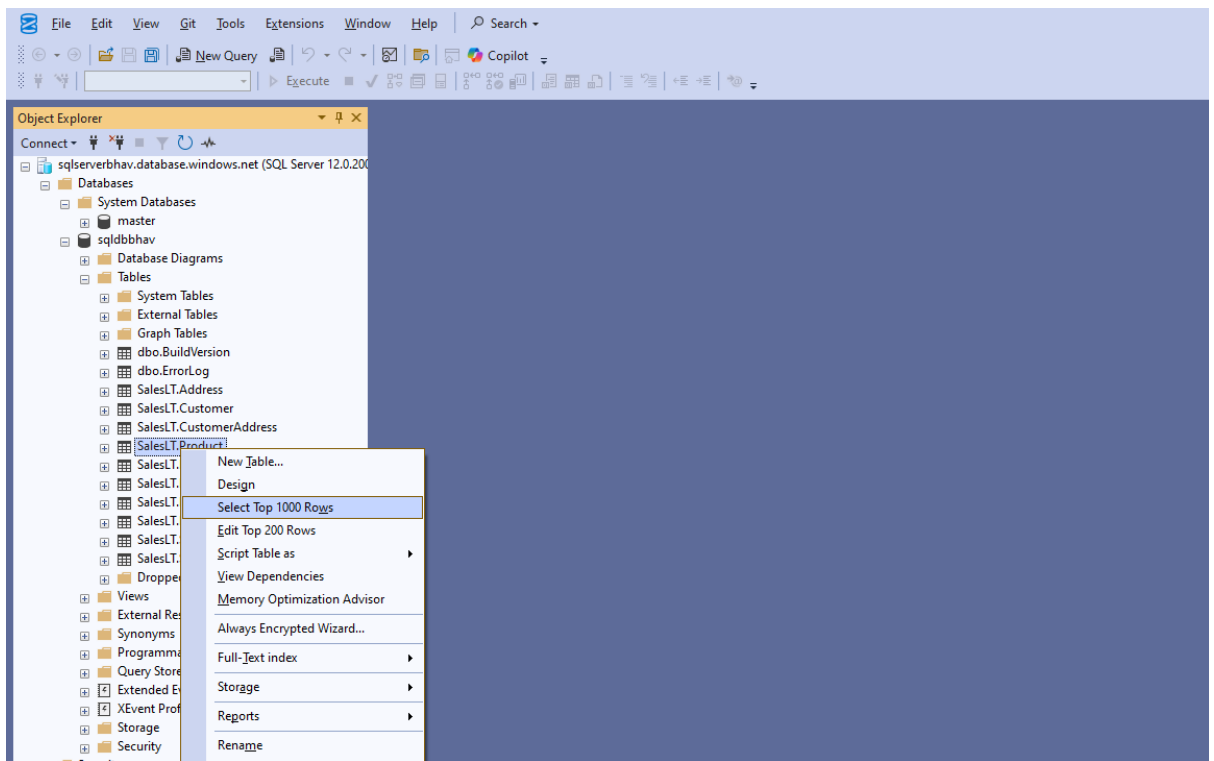 File Edit View Git Tools Extensions Window Help Search
New Query Copilot
Execute
Object Explorer
Connect
sqlserverbhav.database.windows.net (SQL Server 12.0.200
Databases
System Databases
master
sqldbbhav
Database Diagrams
Tables
System Tables
External Tables
Graph Tables
dbo.BuildVersion
dbo.ErrorLog
SalesLT.Address
SalesLT.Customer
SalesLT.CustomerAddress
SalesLT.Product
SalesLT. New Table...
SalesLT. Design
SalesLT. Select Top 1000 Rows
SalesLT. Edit Top 200 Rows
SalesLT. Script Table as
SalesLT.
Droppe View Dependencies
Views Memory Optimization Advisor
External Res
Synonyms Always Encrypted Wizard...
Programma Full-Text index
Query Store
Extended Ev Storage
XEvent Prof Reports
Storage
Security Rename